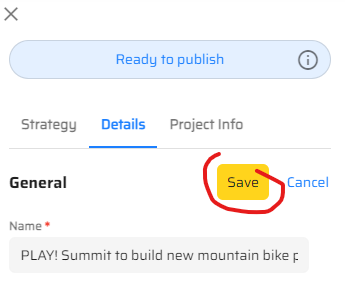 Ready to publish
Strategy Details Project Info
General Save Cancel
Name *
PLAY! Summit to build new mountain bike p